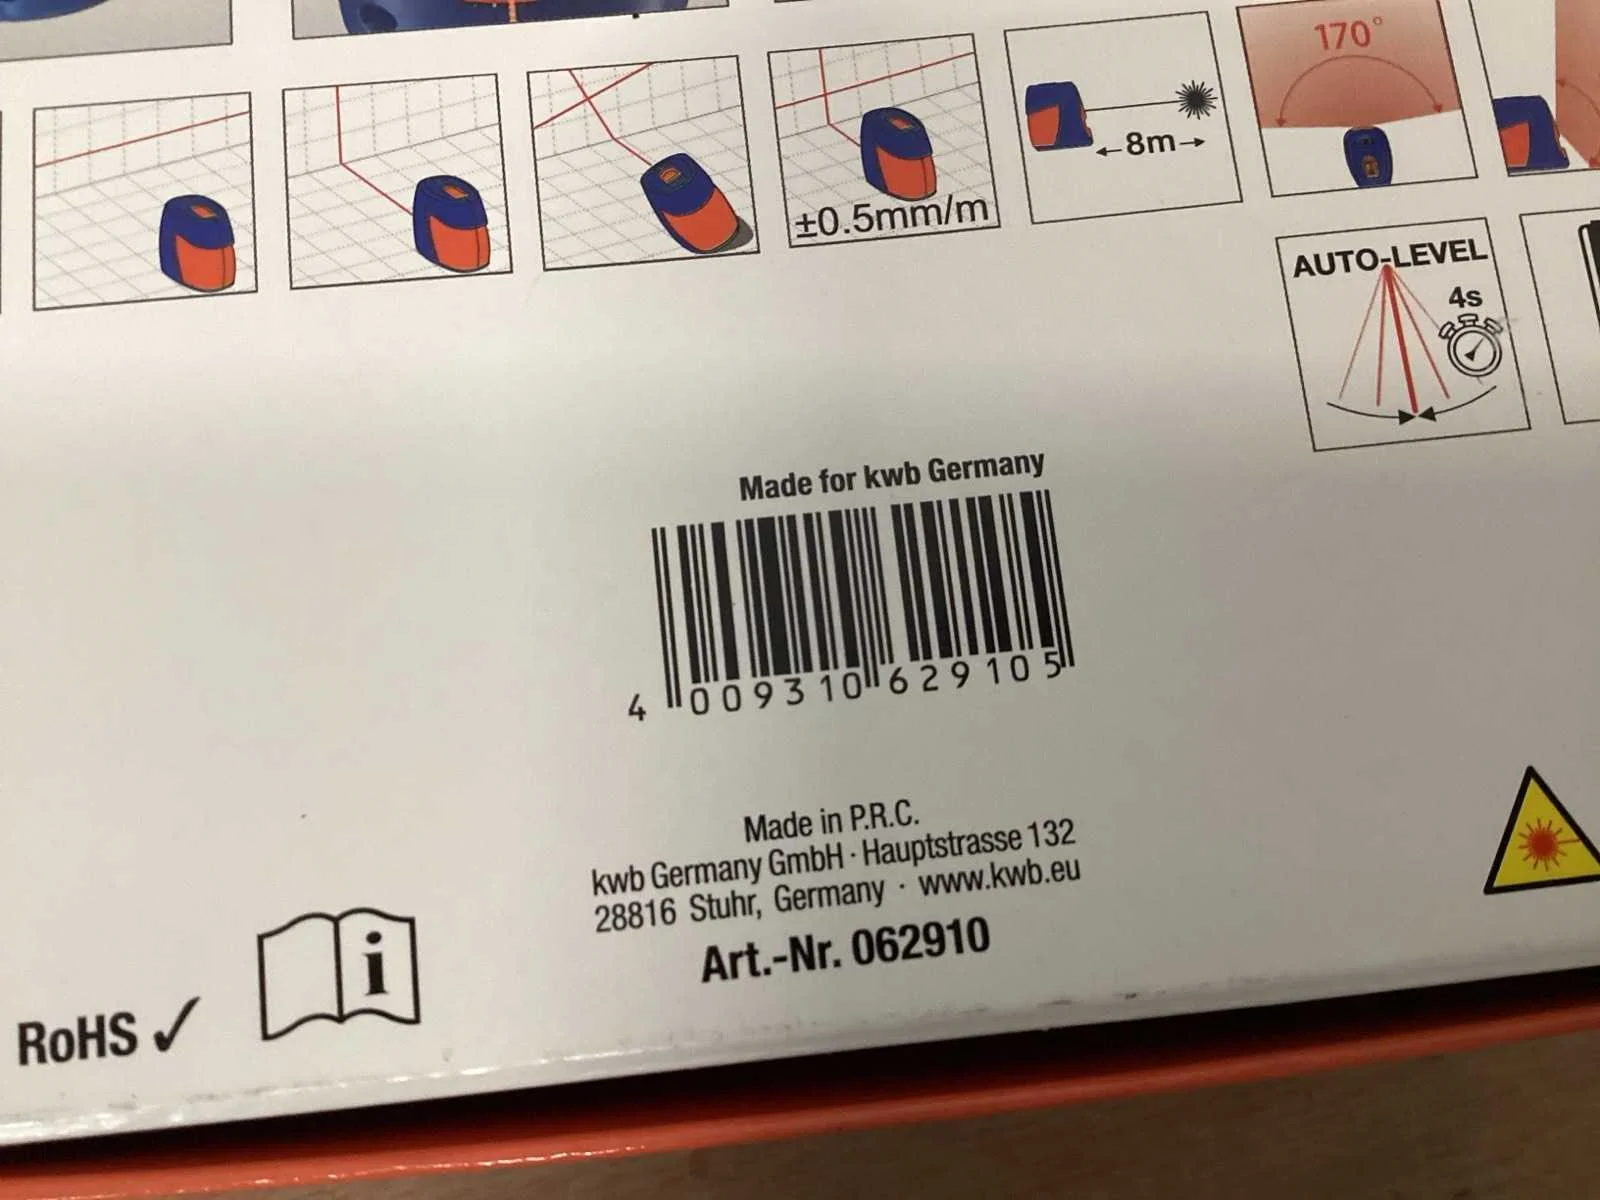 170°
8m
±0.5mm/m
AUTO-LEVEL
4s
Made for kwb Germany
4 009310 629105
Made in P.R.C.
kwb Germany GmbH · Hauptstrasse 132
28816 Stuhr, Germany · www.kwb.eu
Art.-Nr. 062910
i
RoHS ✓